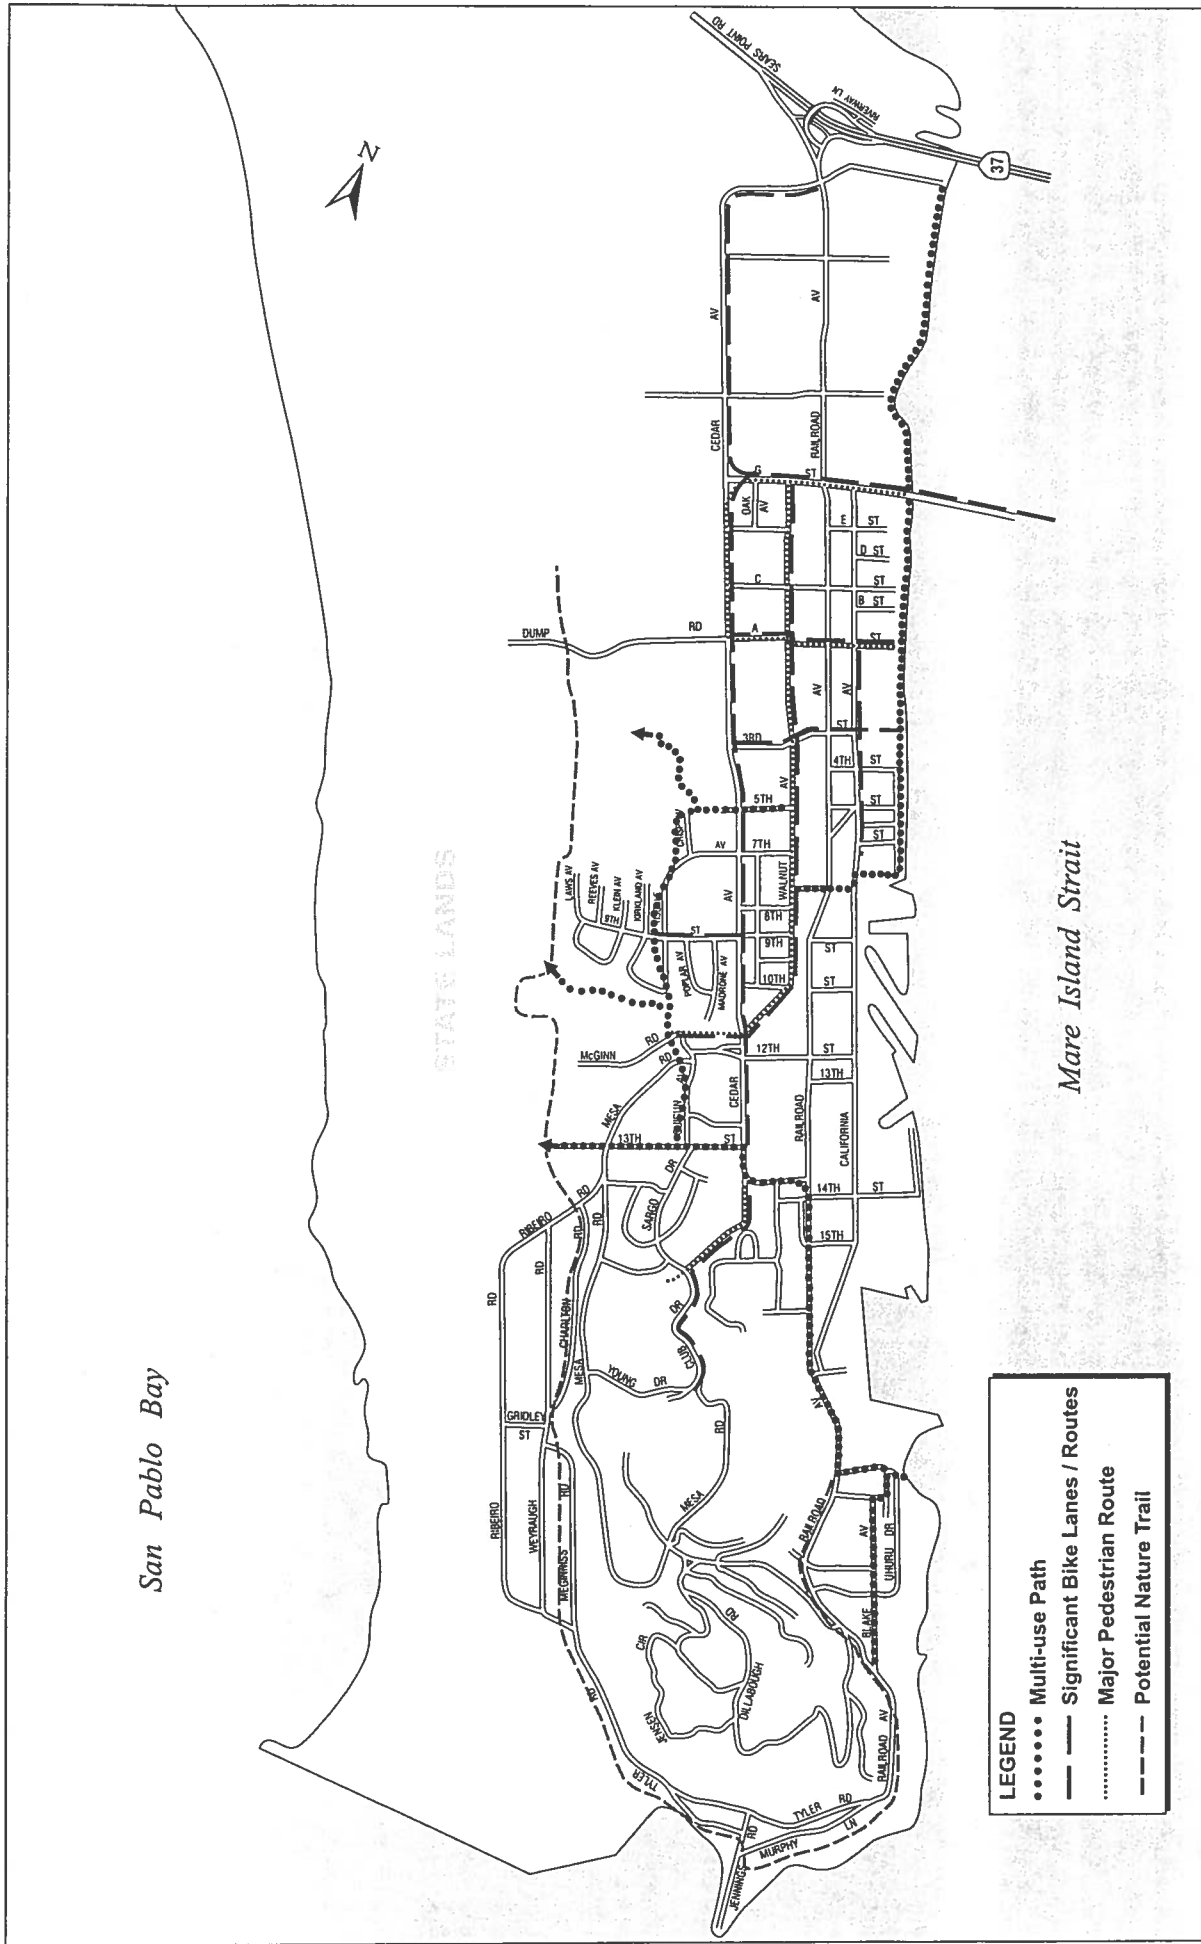 San Pablo Bay
Mare Island Strait
N
SEARS POINT RD
RIVERWAY LN
37
CEDAR
AV
RAILROAD
AV
G
ST
OAK
AV
E
ST
D ST
C
ST
B ST
DUMP
RD
A
ST
AV
AV
3RD
ST
4TH
ST
AV
5TH
ST
ST
7TH
AV
WALNUT
AV
LAWS AV
REEVES AV
KLEIN AV
KIRKLAND AV
9TH
ST
8TH
9TH
10TH
ST
ST
POPLAR AV
MADRONE AV
McGINN
RD
RD
MESA
12TH
ST
13TH
CEDAR
RAILROAD
CALIFORNIA
13TH
ST
DR
SARGO
14TH
ST
15TH
RIBEIRO
RD
RD
RD
RD
RD
CHARLTON
MESA
YOUNG
DR
CLUB
DR
GRIDLEY
ST
RIBEIRO
WEYRAUGH
MEGINNISS
RD
MESA
RD
AV
RAILROAD
AV
UHURU DR
BLAKE
CIR
JENSEN
RD
DILLABOUGH
RD
TYLER
TYLER
RD
RAILROAD
AV
MURPHY
LN
JENNINGS
RD
LEGEND
Multi-use Path
Significant Bike Lanes / Routes
Major Pedestrian Route
Potential Nature Trail